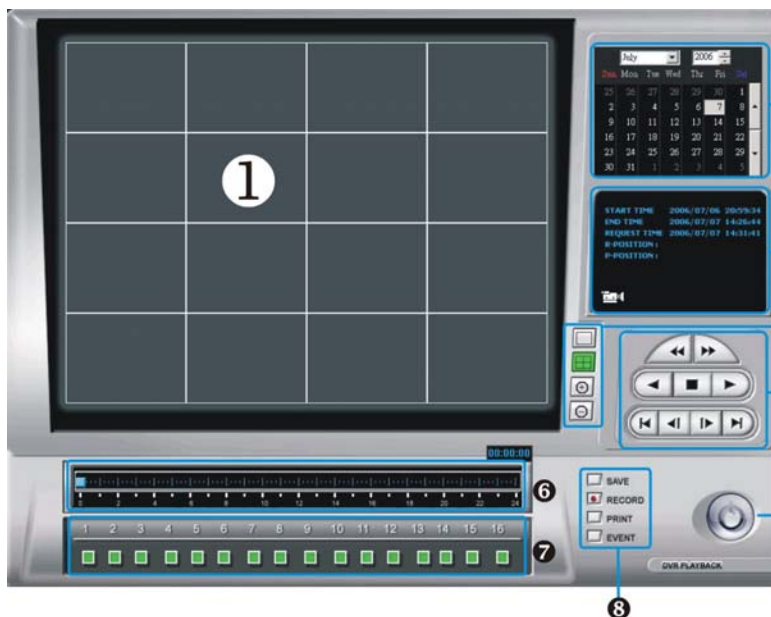 July 2006
Sun Mon Tue Wed Thr Fri Sat
25 26 27 28 29 30 1
2 3 4 5 6 7 8
9 10 11 12 13 14 15
16 17 18 19 20 21 22
23 24 25 26 27 28 29
30 31 1 2 3 4 5
1
START TIME 2006/07/06 20:59:34
END TIME 2006/07/07 14:26:44
REQUEST TIME 2006/07/07 14:31:41
R-POSITION :
P-POSITION :
00:00:00
0 2 4 6 8 10 12 14 16 18 20 22 24
6
1 2 3 4 5 6 7 8 9 10 11 12 13 14 15 16
7
SAVE
RECORD
PRINT
EVENT
DVR PLAYBACK
8